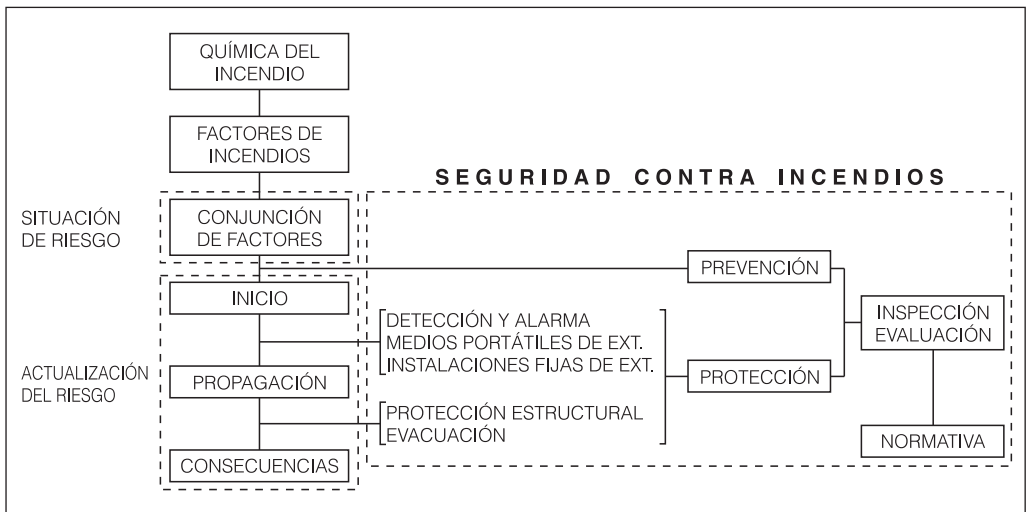 QUÍMICA DEL
INCENDIO
FACTORES DE
INCENDIOS
SEGURIDAD CONTRA INCENDIOS
SITUACIÓN
DE RIESGO
CONJUNCIÓN
DE FACTORES
PREVENCIÓN
INICIO
INSPECCIÓN
EVALUACIÓN
DETECCIÓN Y ALARMA
MEDIOS PORTÁTILES DE EXT.
INSTALACIONES FIJAS DE EXT.
ACTUALIZACIÓN
DEL RIESGO
PROPAGACIÓN
PROTECCIÓN
PROTECCIÓN ESTRUCTURAL
EVACUACIÓN
NORMATIVA
CONSECUENCIAS